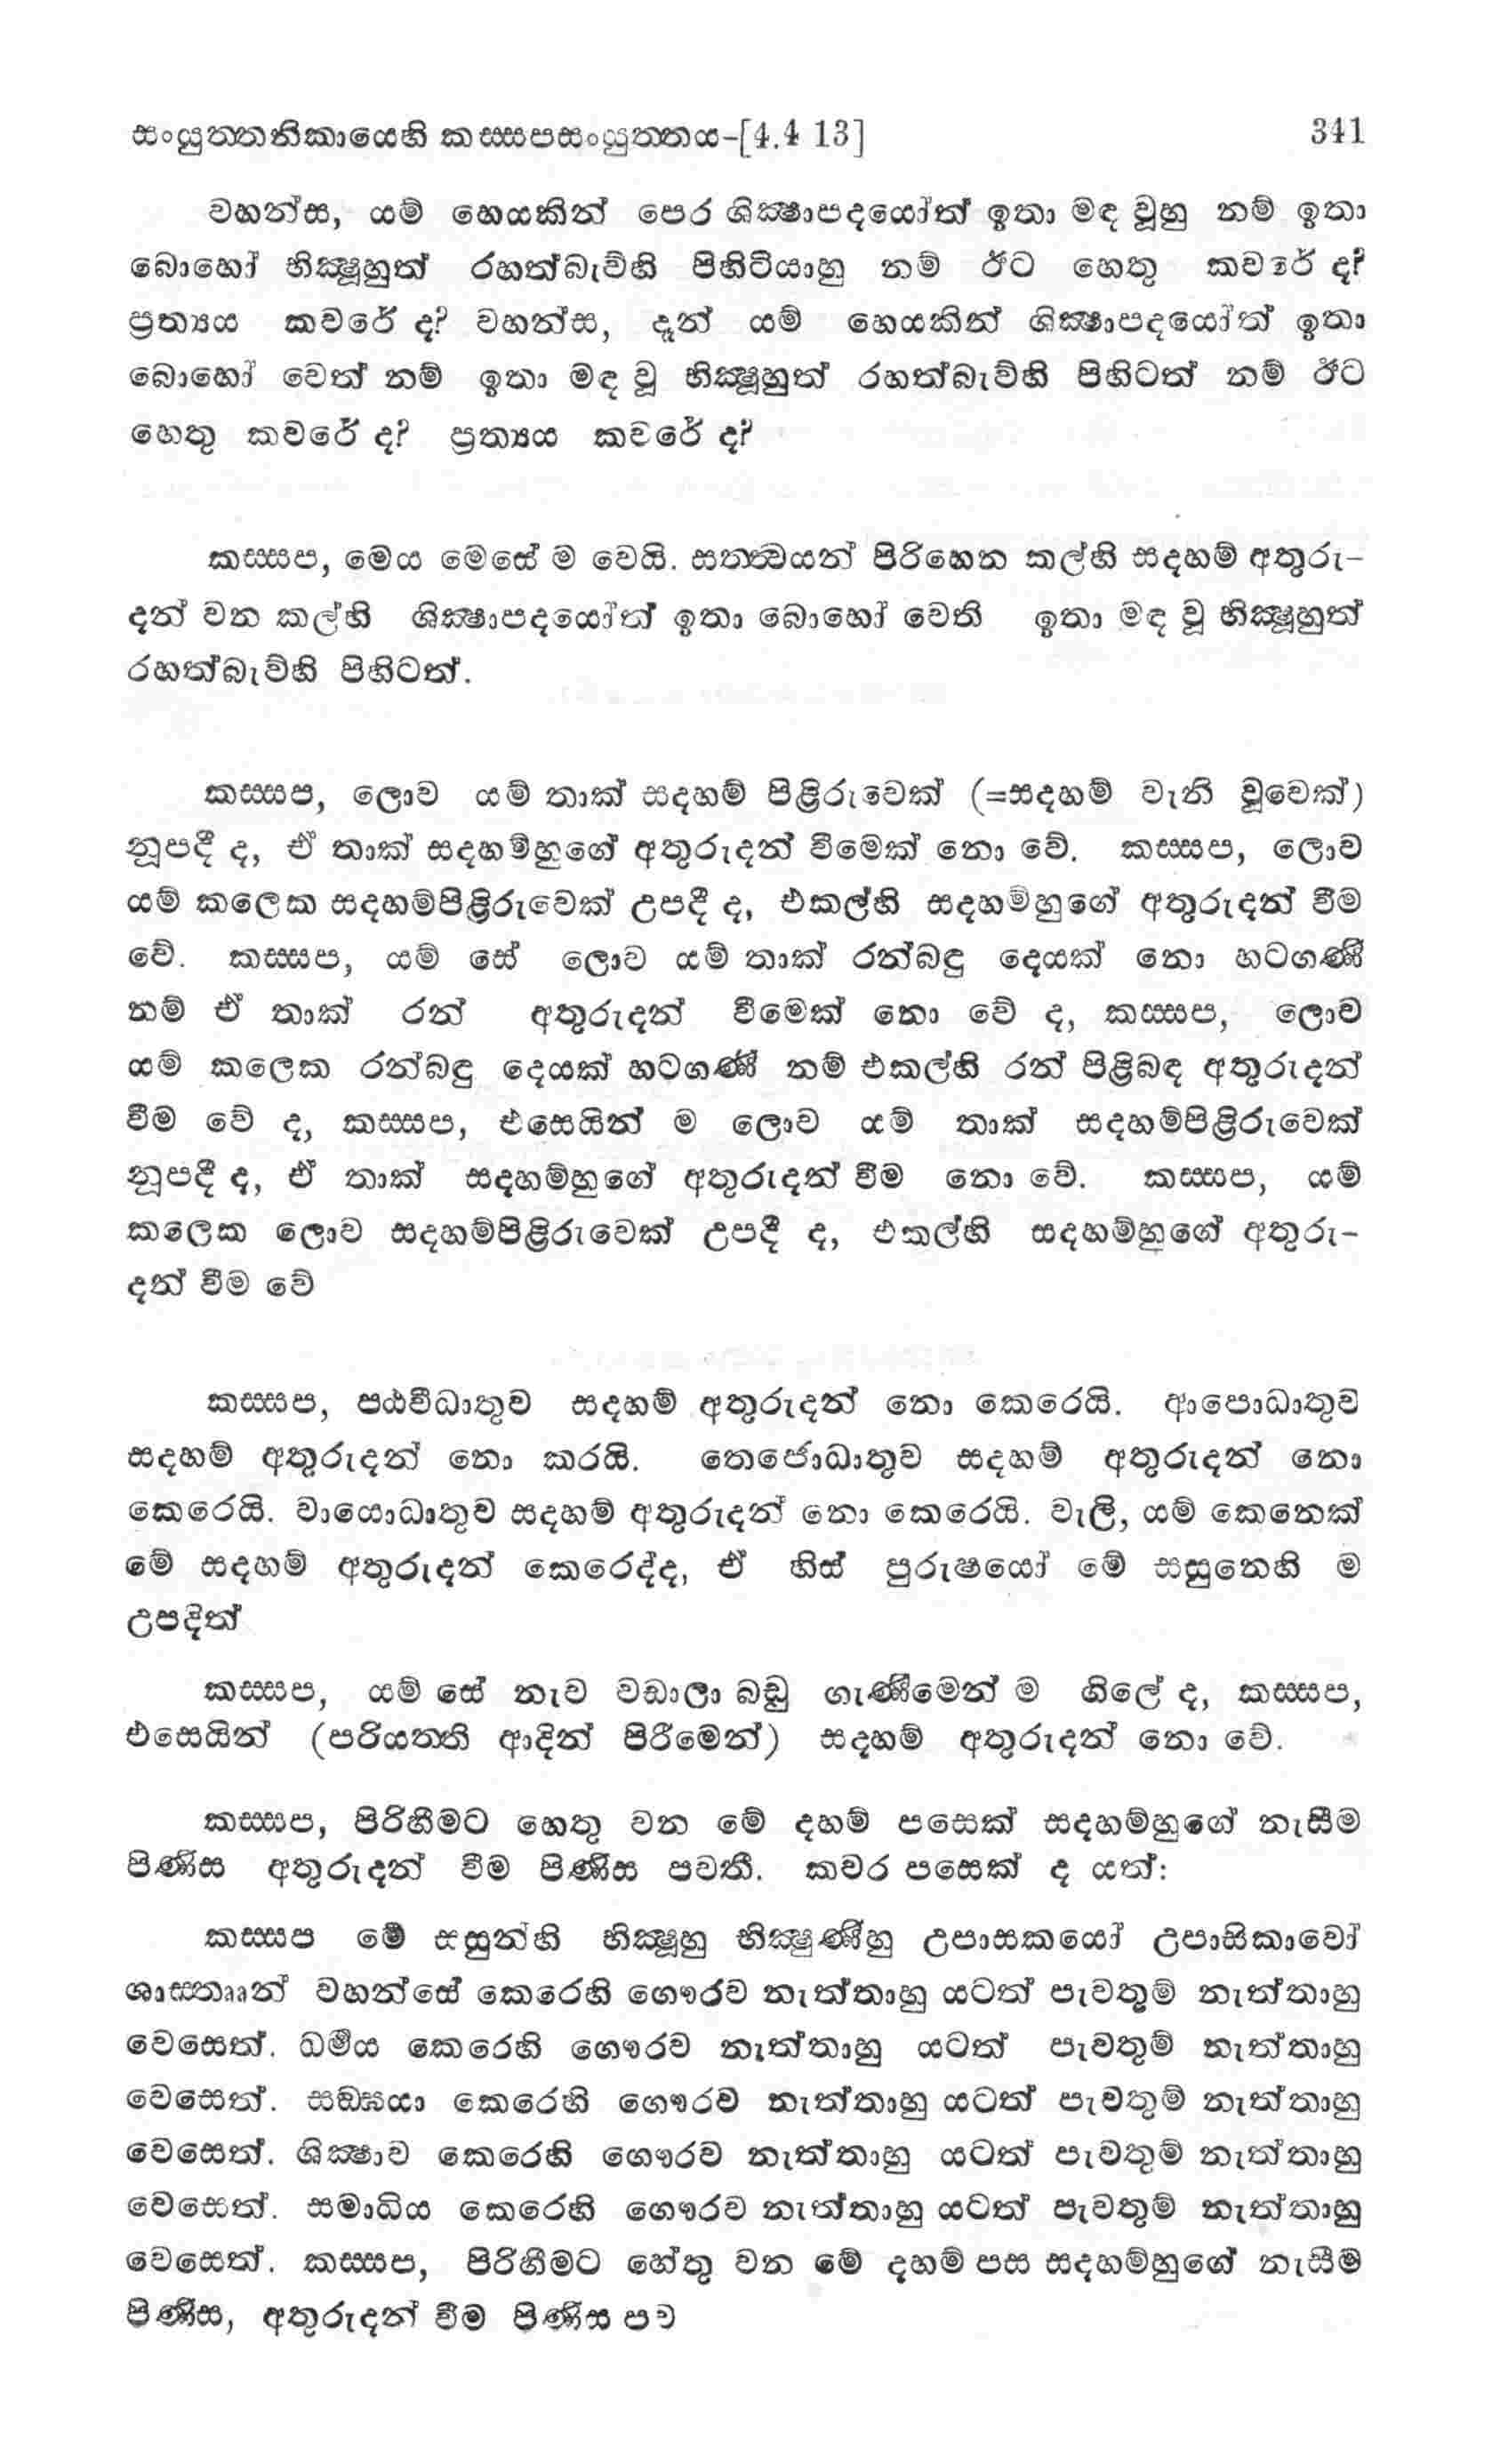 සංයුත්තනිකායෙහි කස්සපසංයුත්තය-[4.4 13] 341
වහන්ස, යම් හෙයකින් පෙර ශික්‍ෂාපදයෝත් ඉතා මඳ වූහු නම් ඉතා
බොහෝ භික්‍ෂූහුත් රහත්බැව්හි පිහිටියාහු නම් ඊට හෙතු කවරේ ද?
ප්‍රත්‍යය කවරේ ද? වහන්ස, දැන් යම් හෙයකින් ශික්‍ෂාපදයෝත් ඉතා
බොහෝ වෙත් නම් ඉතා මඳ වූ භික්‍ෂූහුත් රහත්බැව්හි පිහිටත් නම් ඊට
හෙතු කවරේ ද? ප්‍රත්‍යය කවරේ ද?
කස්සප, මෙය මෙසේ ම වෙයි. සත්ත්‍වයන් පිරිහෙන කල්හි සදහම් අතුරු-
දන් වන කල්හි ශික්‍ෂාපදයෝත් ඉතා බොහෝ වෙති ඉතා මඳ වූ භික්‍ෂූහුත්
රහත්බැව්හි පිහිටත්.
කස්සප, ලොව යම් තාක් සදහම් පිළිරුවෙක් (=සදහම් වැනි වූවෙක්)
නූපදී ද, ඒ තාක් සදහම්හුගේ අතුරුදන් වීමෙක් නො වේ. කස්සප, ලොව
යම් කලෙක සදහම්පිළිරුවෙක් උපදී ද, එකල්හි සදහම්හුගේ අතුරුදන් වීම
වේ. කස්සප, යම් සේ ලොව යම් තාක් රන්බඳු දෙයක් නො හටගණී
නම් ඒ තාක් රන් අතුරුදන් වීමෙක් නො වේ ද, කස්සප, ලොව
යම් කලෙක රන්බඳු දෙයක් හටගණී නම් එකල්හි රන් පිළිබඳ අතුරුදන්
වීම වේ ද, කස්සප, එසෙයින් ම ලොව යම් තාක් සදහම්පිළිරුවෙක්
නූපදී ද, ඒ තාක් සදහම්හුගේ අතුරුදන් වීම නො වේ. කස්සප, යම්
කලෙක ලොව සදහම්පිළිරුවෙක් උපදී ද, එකල්හි සදහම්හුගේ අතුරු-
දන් වීම වේ
කස්සප, පඨවීධාතුව සදහම් අතුරුදන් නො කෙරෙයි. ආපොධාතුව
සදහම් අතුරුදන් නො කරයි. තෙජොධාතුව සදහම් අතුරුදන් නො
කෙරෙයි. වායොධාතුව සදහම් අතුරුදන් නො කෙරෙයි. වැලි, යම් කෙනෙක්
මේ සදහම් අතුරුදන් කෙරෙද්ද, ඒ හිස් පුරුෂයෝ මේ සසුනෙහි ම
උපදිත්
කස්සප, යම් සේ නැව වඩාලා බඩු ගැණීමෙන් ම ගිලේ ද, කස්සප,
එසෙයින් (පරියත්ති ආදින් පිරීමෙන්) සදහම් අතුරුදන් නො වේ.
කස්සප, පිරිහීමට හෙතු වන මේ දහම් පසෙක් සදහම්හුගේ නැසීම
පිණිස අතුරුදන් වීම පිණිස පවතී. කවර පසෙක් ද යත්:
කස්සප මේ සසුන්හි භික්‍ෂූහු භික්‍ෂුණීහු උපාසකයෝ උපාසිකාවෝ
ශාස්තෲන් වහන්සේ කෙරෙහි ගෞරව නැත්තාහු යටත් පැවතුම් නැත්තාහු
වෙසෙත්. ධර්‍මය කෙරෙහි ගෞරව නැත්තාහු යටත් පැවතුම් නැත්තාහු
වෙසෙත්. සඞ්ඝයා කෙරෙහි ගෞරව නැත්තාහු යටත් පැවතුම් නැත්තාහු
වෙසෙත්. ශික්‍ෂාව කෙරෙහි ගෞරව නැත්තාහු යටත් පැවතුම් නැත්තාහු
වෙසෙත්. සමාධිය කෙරෙහි ගෞරව නැත්තාහු යටත් පැවතුම් නැත්තාහු
වෙසෙත්. කස්සප, පිරිහීමට හේතු වන මේ දහම් පස සදහම්හුගේ නැසීම
පිණිස, අතුරුදන් වීම පිණිස පව